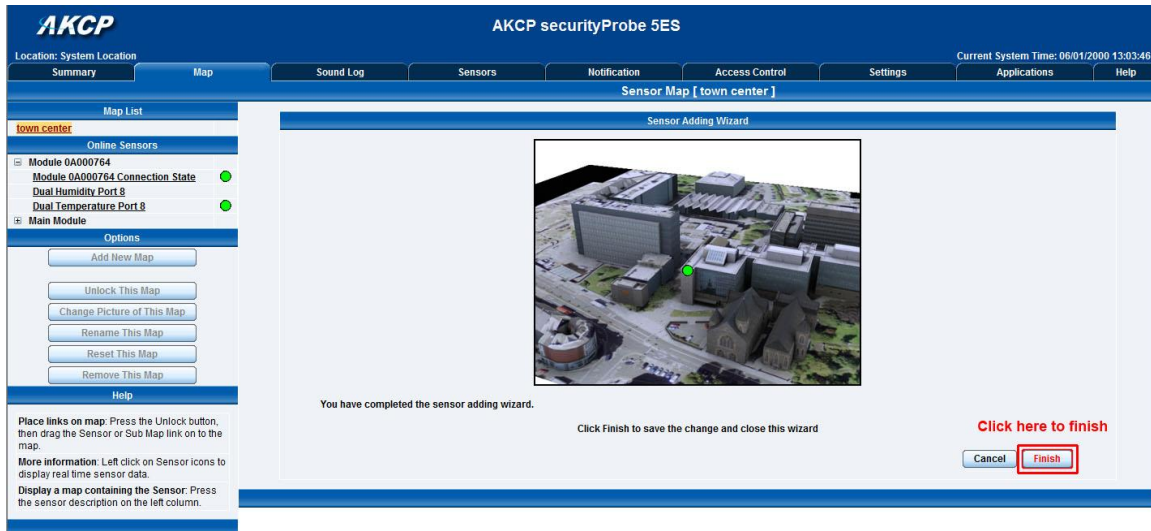 AKCP
AKCP securityProbe 5ES
Location: System Location
Current System Time: 06/01/2000 13:03:46
Summary Map Sound Log Sensors Notification Access Control Settings Applications Help
Sensor Map [ town center ]
Map List
town center
Online Sensors
Module 0A000764
Module 0A000764 Connection State
Dual Humidity Port 8
Dual Temperature Port 8
Main Module
Options
Add New Map
Unlock This Map
Change Picture of This Map
Rename This Map
Reset This Map
Remove This Map
Help
Place links on map: Press the Unlock button,
then drag the Sensor or Sub Map link on to the
map.
More information: Left click on Sensor icons to
display real time sensor data.
Display a map containing the Sensor: Press
the sensor description on the left column.
Sensor Adding Wizard
You have completed the sensor adding wizard.
Click Finish to save the change and close this wizard
Click here to finish
Cancel Finish